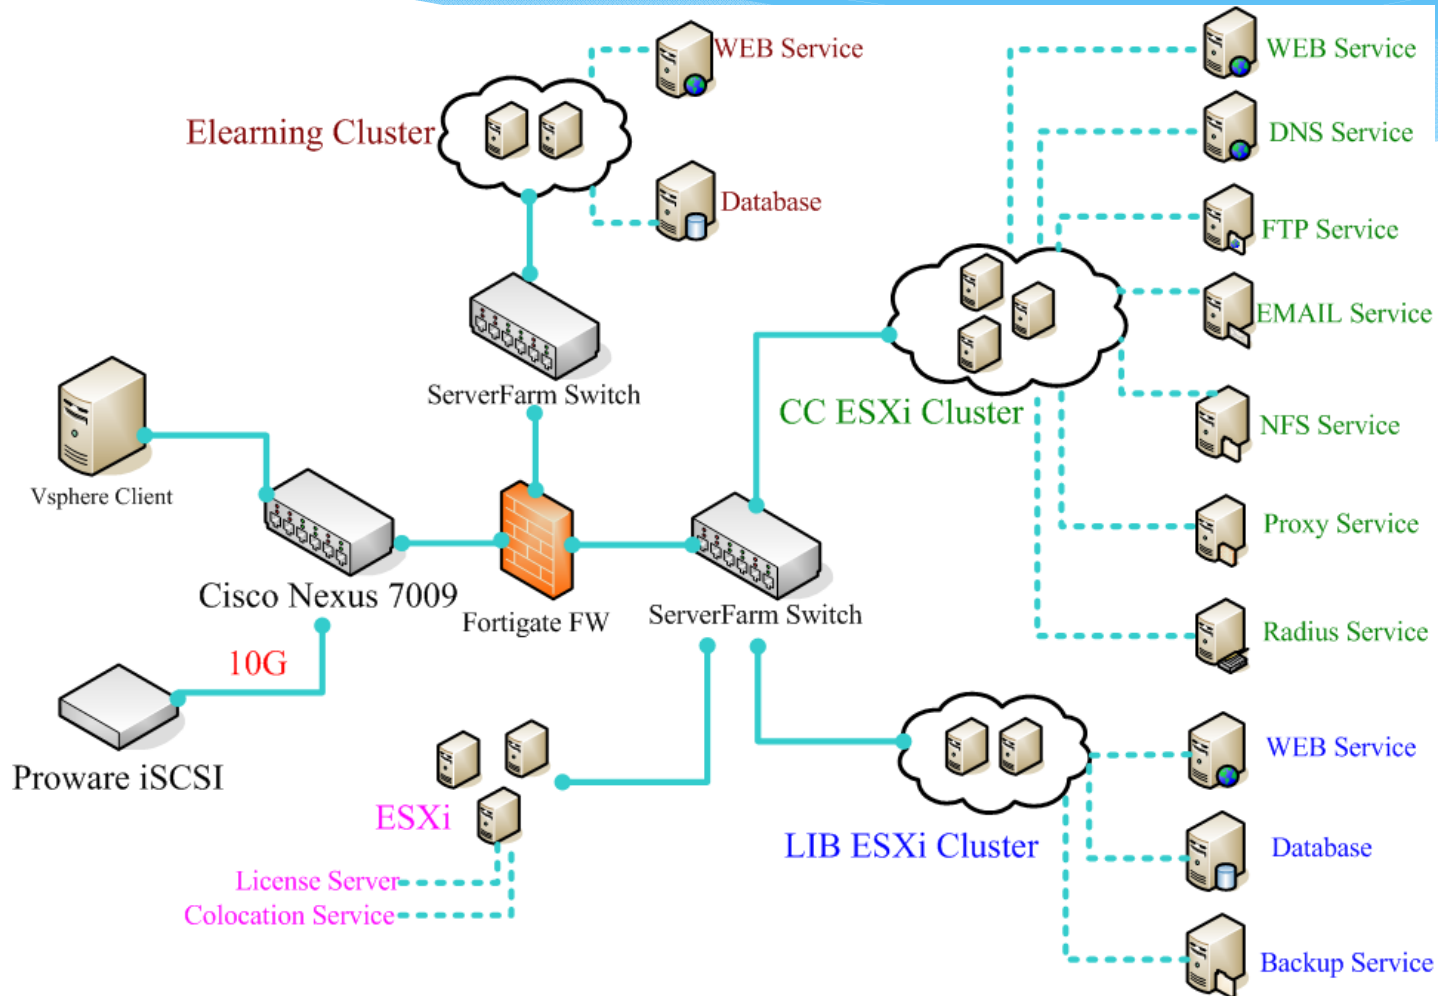 WEB Service
WEB Service
Elearning Cluster
DNS Service
Database
FTP Service
EMAIL Service
ServerFarm Switch
CC ESXi Cluster
NFS Service
Vsphere Client
Proxy Service
Cisco Nexus 7009
Fortigate FW
ServerFarm Switch
Radius Service
10G
Proware iSCSI
WEB Service
ESXi
LIB ESXi Cluster
Database
License Server
Colocation Service
Backup Service